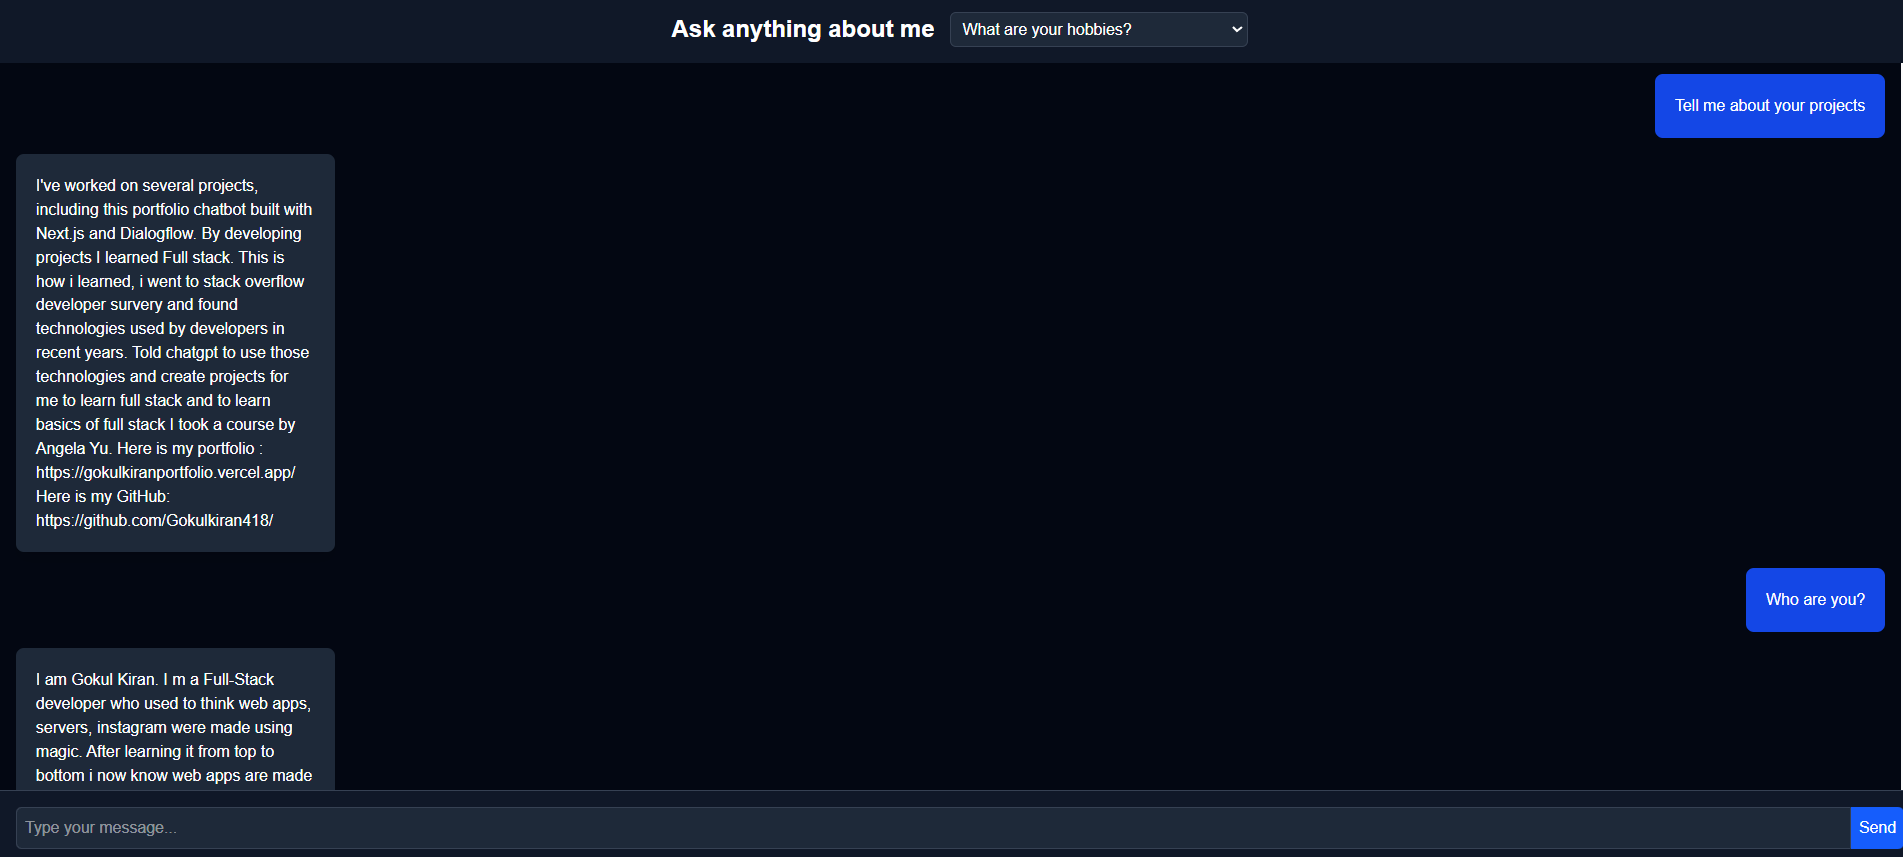 Ask anything about me
What are your hobbies?
Tell me about your projects
I've worked on several projects,
including this portfolio chatbot built with
Next.js and Dialogflow. By developing
projects I learned Full stack. This is
how i learned, i went to stack overflow
developer survery and found
technologies used by developers in
recent years. Told chatgpt to use those
technologies and create projects for
me to learn full stack and to learn
basics of full stack I took a course by
Angela Yu. Here is my portfolio :
https://gokulkiranportfolio.vercel.app/
Here is my GitHub:
https://github.com/Gokulkiran418/
Who are you?
I am Gokul Kiran. I m a Full-Stack
developer who used to think web apps,
servers, instagram were made using
magic. After learning it from top to
bottom i now know web apps are made
Type your message...
Send